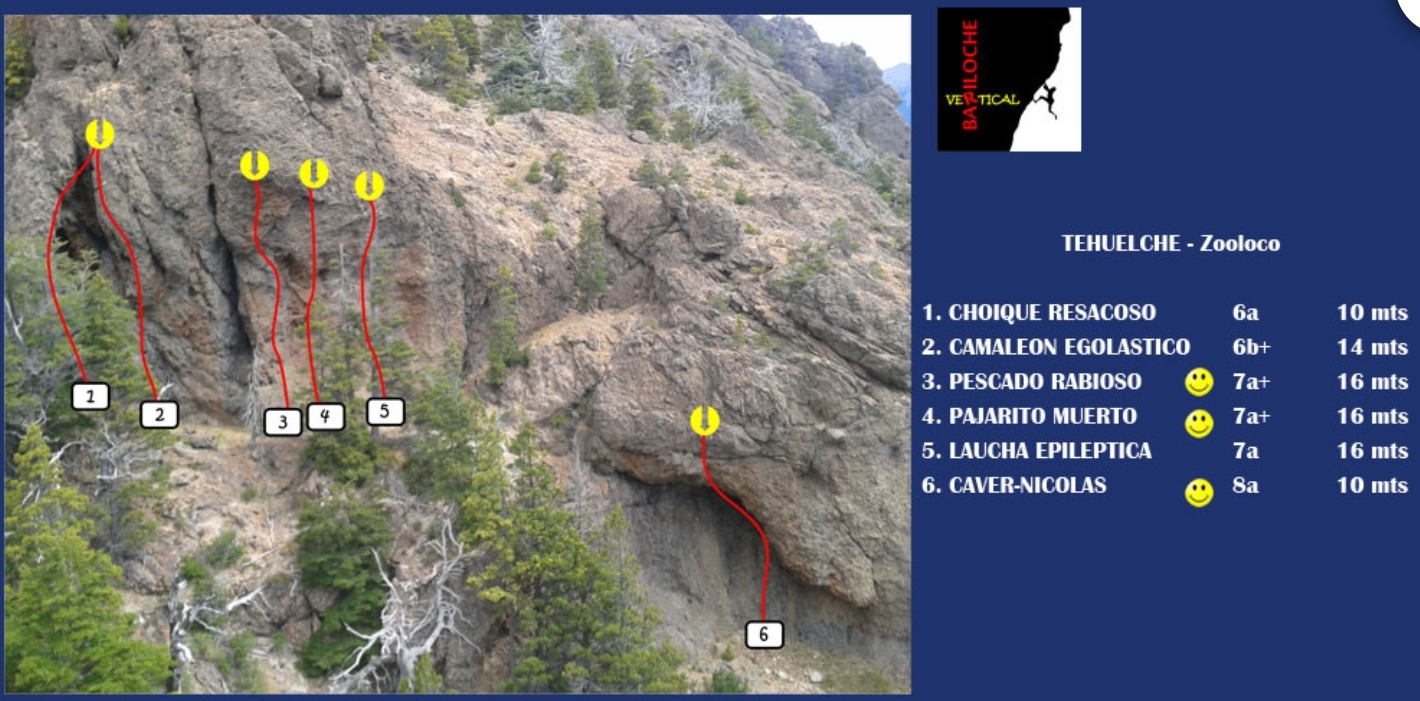 BARILOCHE
VERTICAL
TEHUELCHE - Zooloco
1. CHOIQUE RESACOSO 6a 10 mts
2. CAMALEON EGOLASTICO 6b+ 14 mts
3. PESCADO RABIOSO 7a+ 16 mts
4. PAJARITO MUERTO 7a+ 16 mts
5. LAUCHA EPILEPTICA 7a 16 mts
6. CAVER-NICOLAS 8a 10 mts
1
2
3
4
5
6